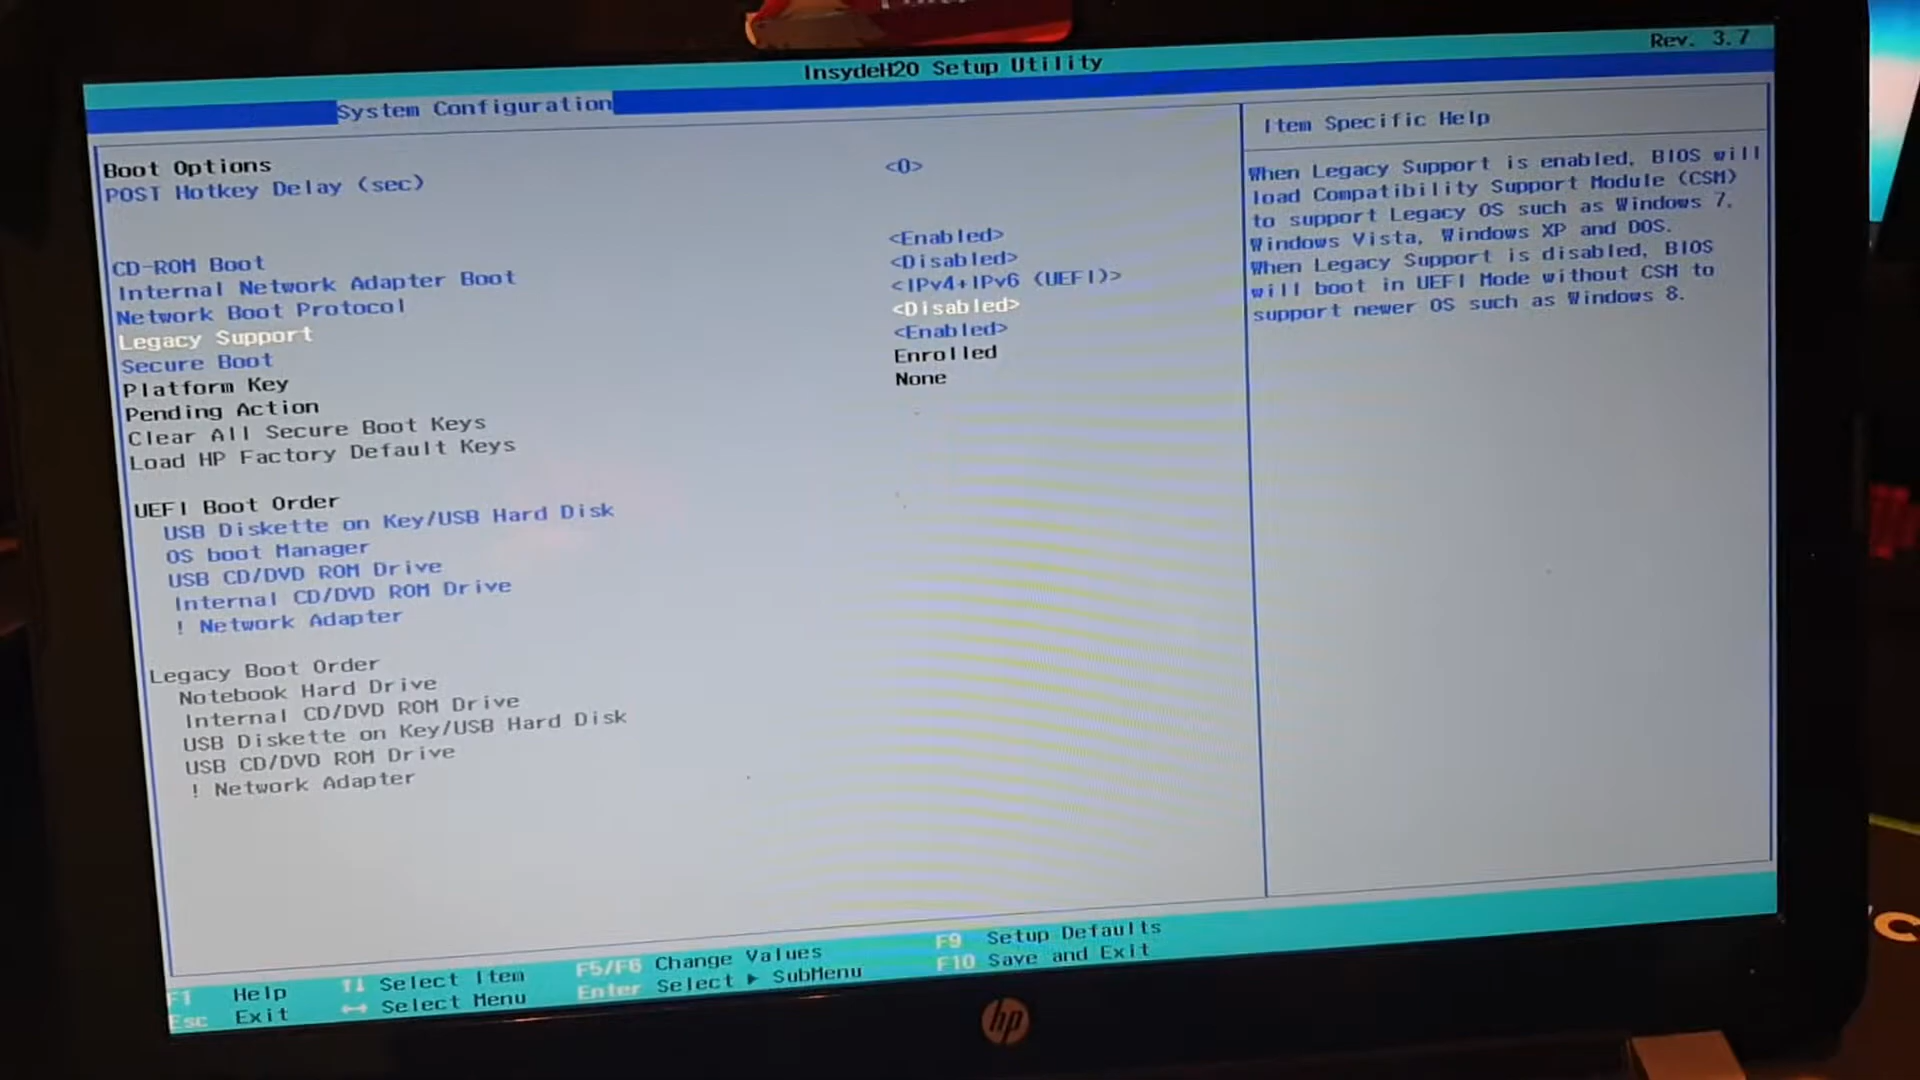 InsydeH20 Setup Utility
Rev. 3.7
System Configuration
Boot Options
POST Hotkey Delay (sec) <0>
CD-ROM Boot <Enabled>
Internal Network Adapter Boot <Disabled>
Network Boot Protocol <IPv4+IPv6 (UEFI)>
Legacy Support <Disabled>
Secure Boot <Enabled>
Platform Key Enrolled
Pending Action None
Clear All Secure Boot Keys
Load HP Factory Default Keys
UEFI Boot Order
USB Diskette on Key/USB Hard Disk
OS boot Manager
USB CD/DVD ROM Drive
Internal CD/DVD ROM Drive
! Network Adapter
Legacy Boot Order
Notebook Hard Drive
Internal CD/DVD ROM Drive
USB Diskette on Key/USB Hard Disk
USB CD/DVD ROM Drive
! Network Adapter
Item Specific Help
When Legacy Support is enabled, BIOS will
load Compatibility Support Module (CSM)
to support Legacy OS such as Windows 7,
Windows Vista, Windows XP and DOS.
When Legacy Support is disabled, BIOS
will boot in UEFI Mode without CSM to
support newer OS such as Windows 8.
F1 Help ↑↓ Select Item F5/F6 Change Values F9 Setup Defaults
Esc Exit ↔ Select Menu Enter Select ▶ SubMenu F10 Save and Exit
hp